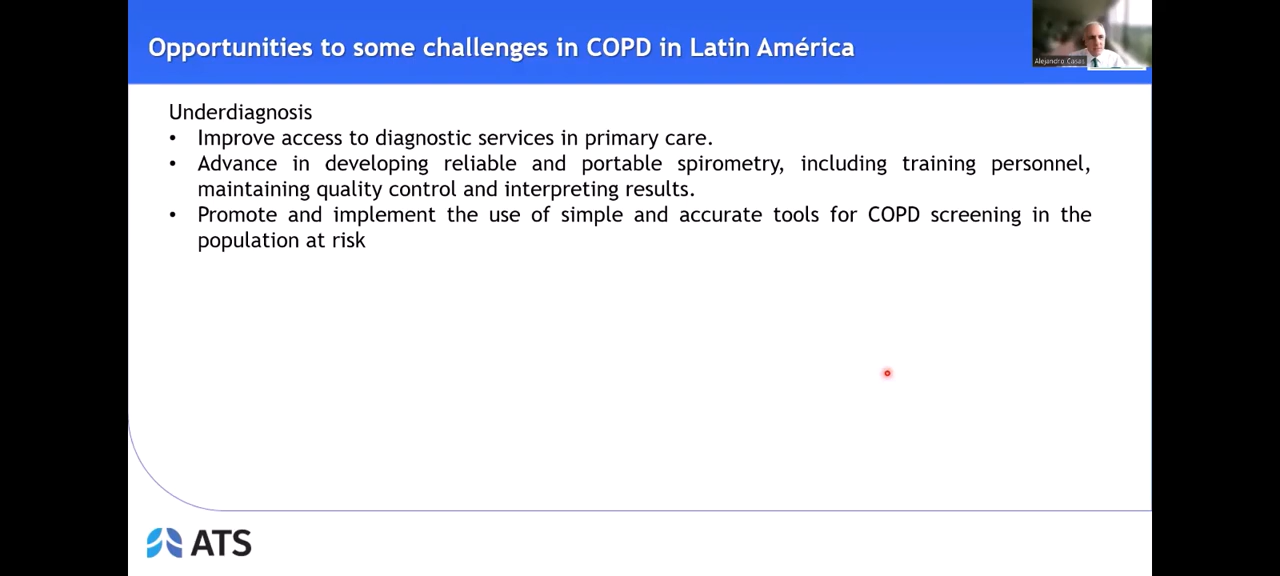 Opportunities to some challenges in COPD in Latin América
Alejandro Casas
Underdiagnosis
• Improve access to diagnostic services in primary care.
• Advance in developing reliable and portable spirometry, including training personnel,
maintaining quality control and interpreting results.
• Promote and implement the use of simple and accurate tools for COPD screening in the
population at risk
ATS